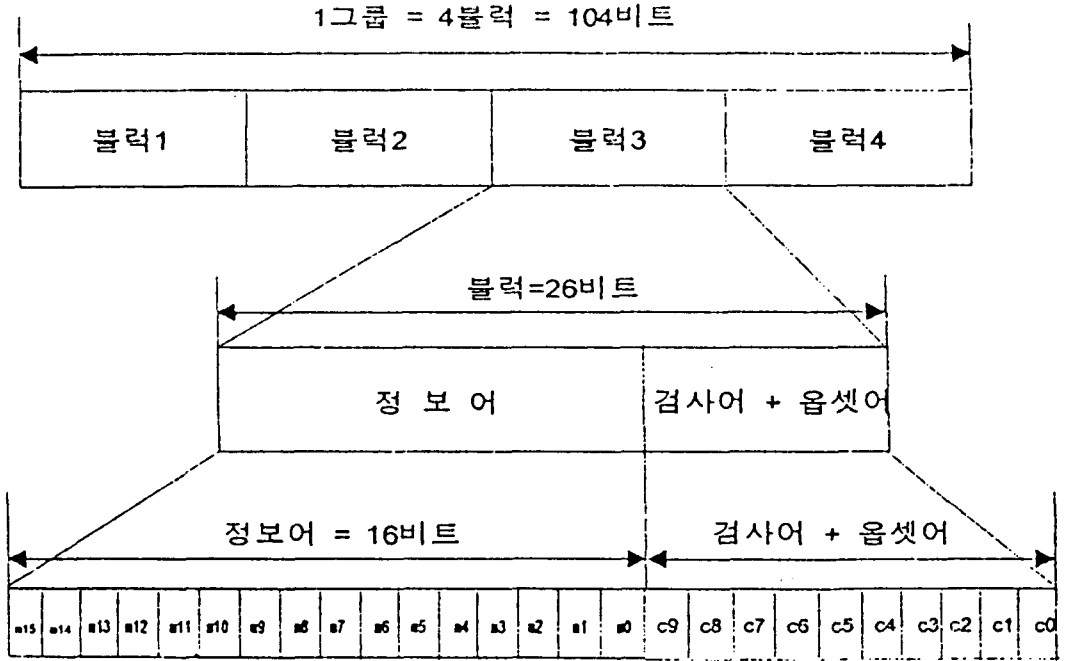 1그룹 = 4블럭 = 104비트
블럭1 블럭2 블럭3 블럭4
블럭=26비트
정 보 어 검사어 + 옵셋어
정보어 = 16비트 검사어 + 옵셋어
m15 m14 m13 m12 m11 m10 m9 m8 m7 m6 m5 m4 m3 m2 m1 m0 c9 c8 c7 c6 c5 c4 c3 c2 c1 c0